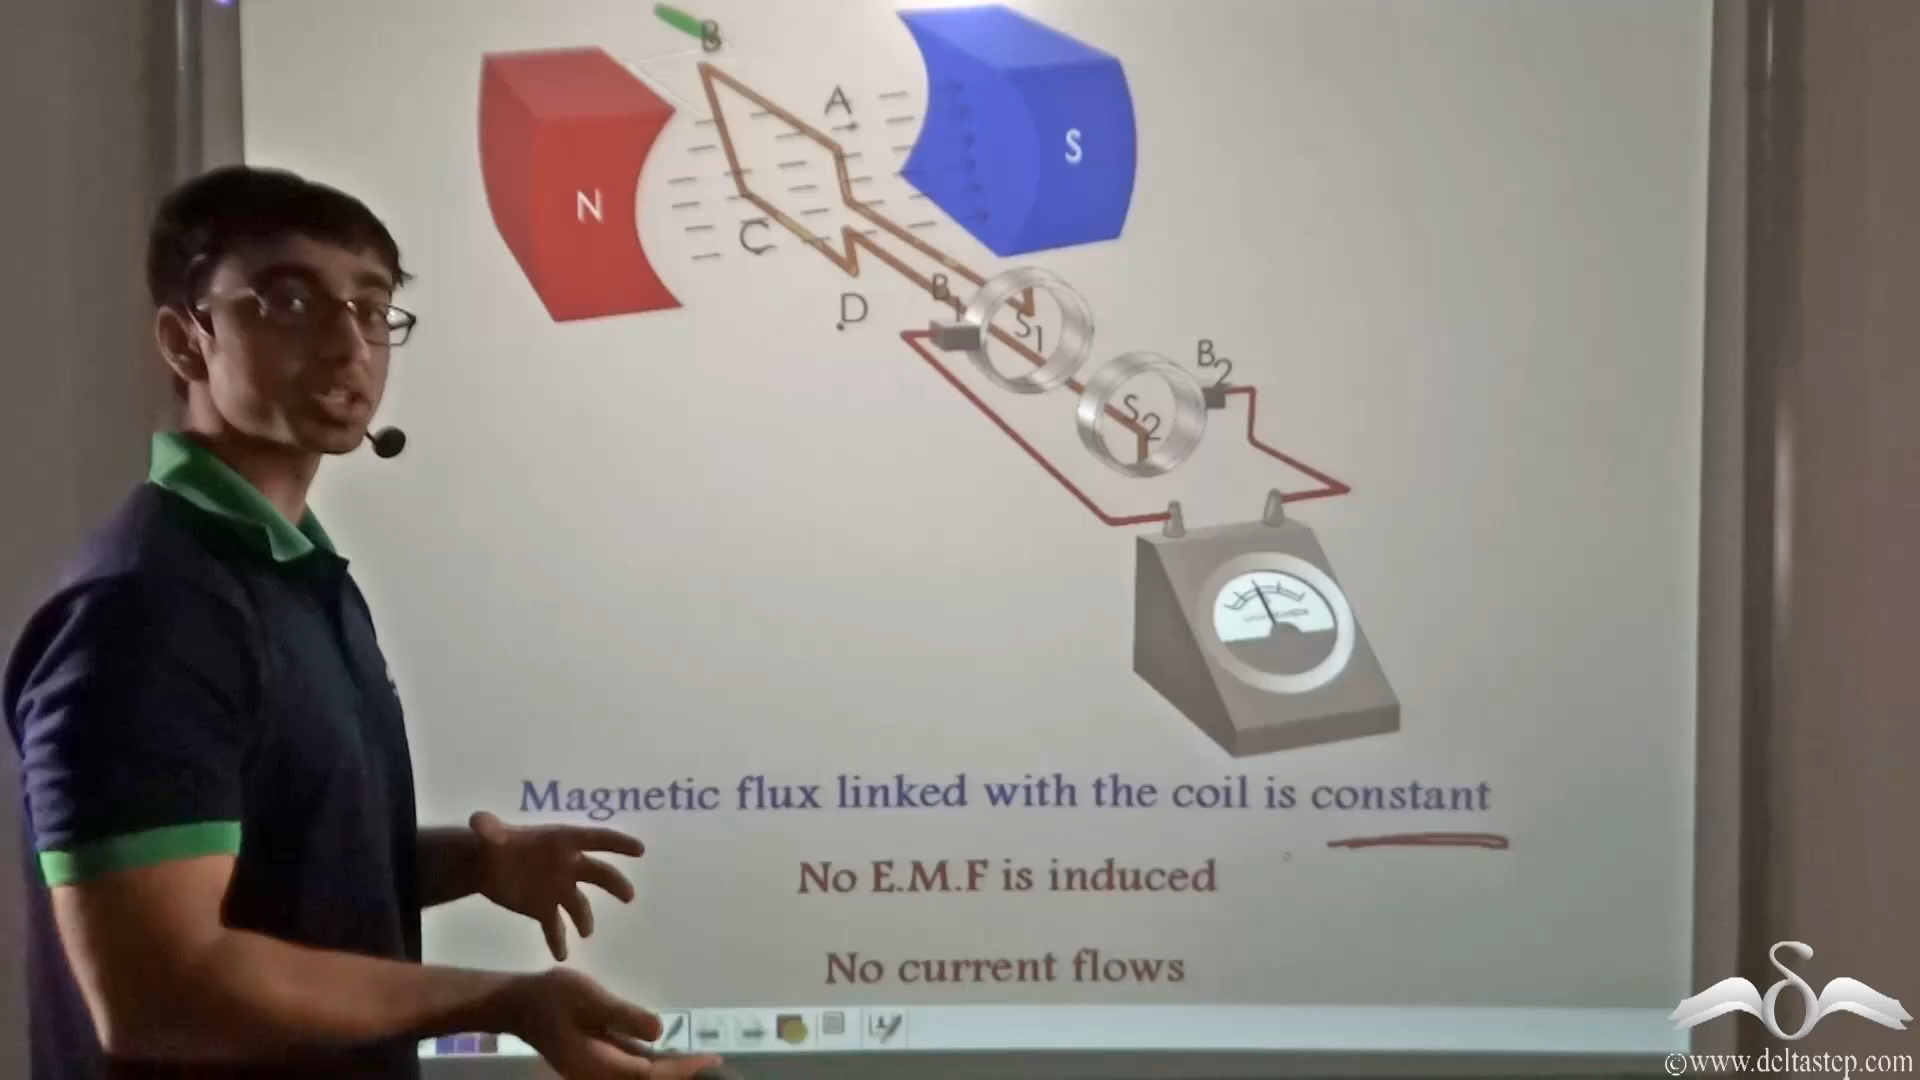 B
A
S
N
C
B1
D
S1
B2
S2
Magnetic flux linked with the coil is constant
No E.M.F is induced
No current flows
©www.deltastep.com